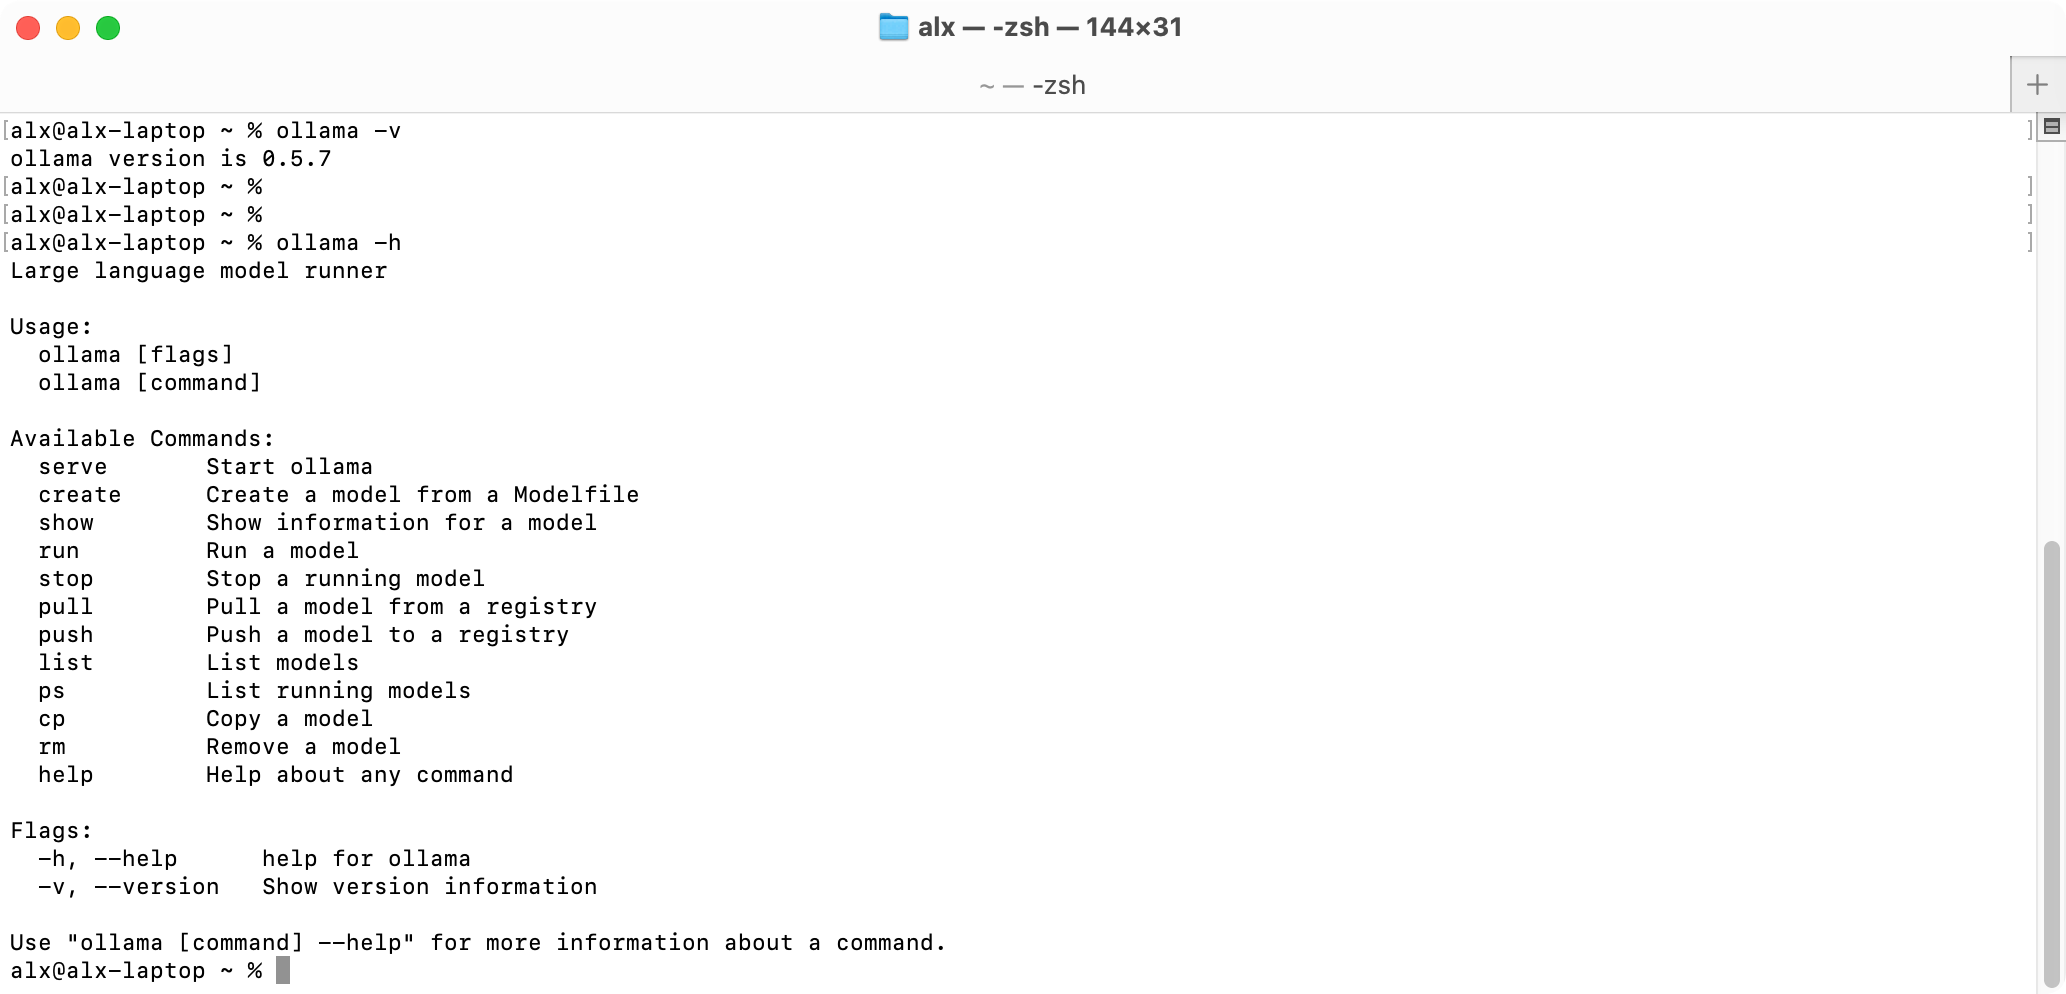 alx — -zsh — 144×31
~ — -zsh
alx@alx-laptop ~ % ollama -v
ollama version is 0.5.7
alx@alx-laptop ~ %
alx@alx-laptop ~ %
alx@alx-laptop ~ % ollama -h
Large language model runner
Usage:
  ollama [flags]
  ollama [command]
Available Commands:
  serve       Start ollama
  create      Create a model from a Modelfile
  show        Show information for a model
  run         Run a model
  stop        Stop a running model
  pull        Pull a model from a registry
  push        Push a model to a registry
  list        List models
  ps          List running models
  cp          Copy a model
  rm          Remove a model
  help        Help about any command
Flags:
  -h, --help      help for ollama
  -v, --version   Show version information
Use "ollama [command] --help" for more information about a command.
alx@alx-laptop ~ %